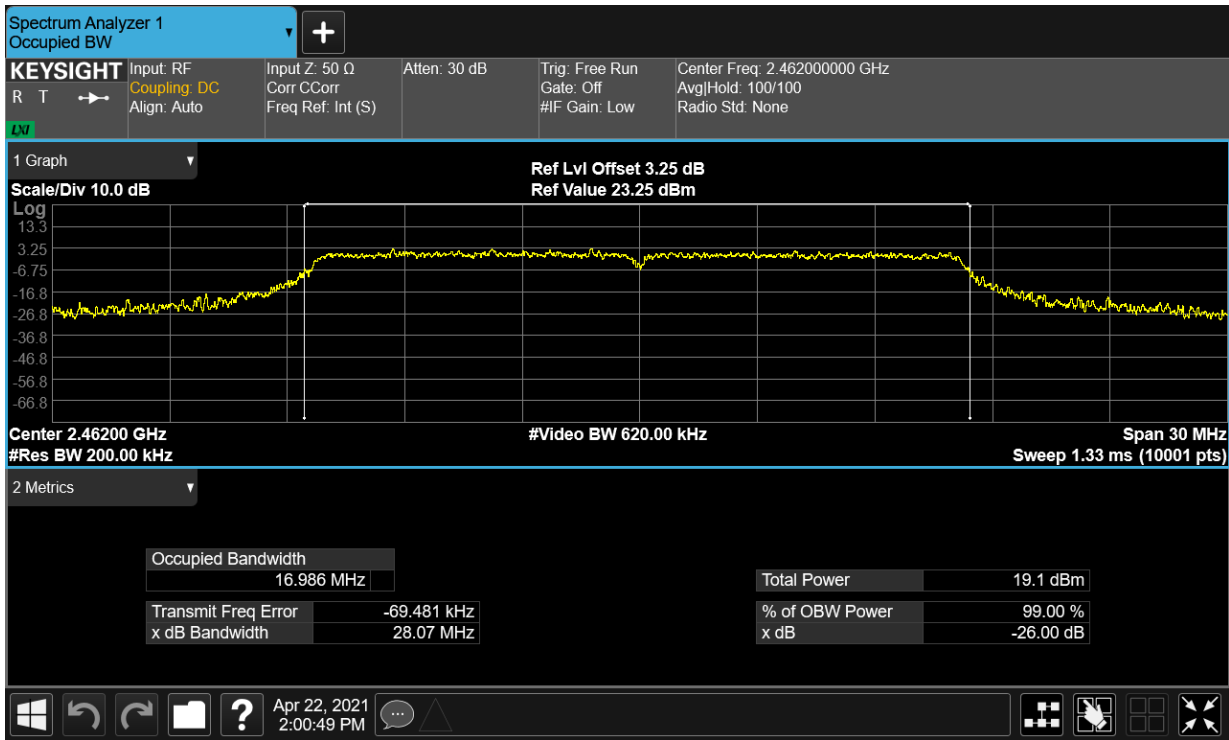 Spectrum Analyzer 1
Occupied BW
KEYSIGHT
R T
LXI
Input: RF
Coupling: DC
Align: Auto
Input Z: 50 Ω
Corr CCorr
Freq Ref: Int (S)
Atten: 30 dB
Trig: Free Run
Gate: Off
#IF Gain: Low
Center Freq: 2.462000000 GHz
Avg|Hold: 100/100
Radio Std: None
1 Graph
Scale/Div 10.0 dB
Ref Lvl Offset 3.25 dB
Ref Value 23.25 dBm
Log
13.3
3.25
-6.75
-16.8
-26.8
-36.8
-46.8
-56.8
-66.8
Center 2.46200 GHz
#Video BW 620.00 kHz
Span 30 MHz
#Res BW 200.00 kHz
Sweep 1.33 ms (10001 pts)
2 Metrics
Occupied Bandwidth
16.986 MHz
Total Power 19.1 dBm
Transmit Freq Error -69.481 kHz
% of OBW Power 99.00 %
x dB Bandwidth 28.07 MHz
x dB -26.00 dB
?
Apr 22, 2021
2:00:49 PM